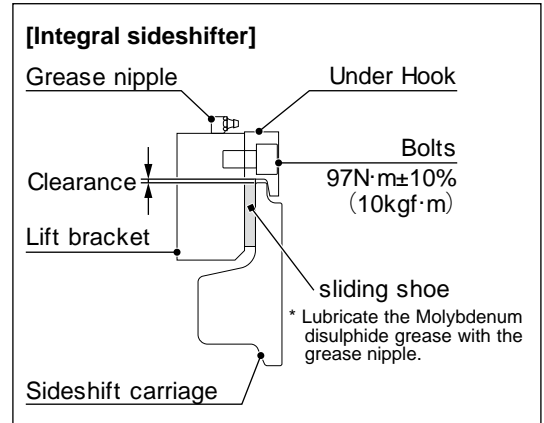 [Integral sideshifter]
Grease nipple
Under Hook
Bolts
97N·m±10%
(10kgf·m)
Clearance
Lift bracket
sliding shoe
* Lubricate the Molybdenum
disulphide grease with the
grease nipple.
Sideshift carriage